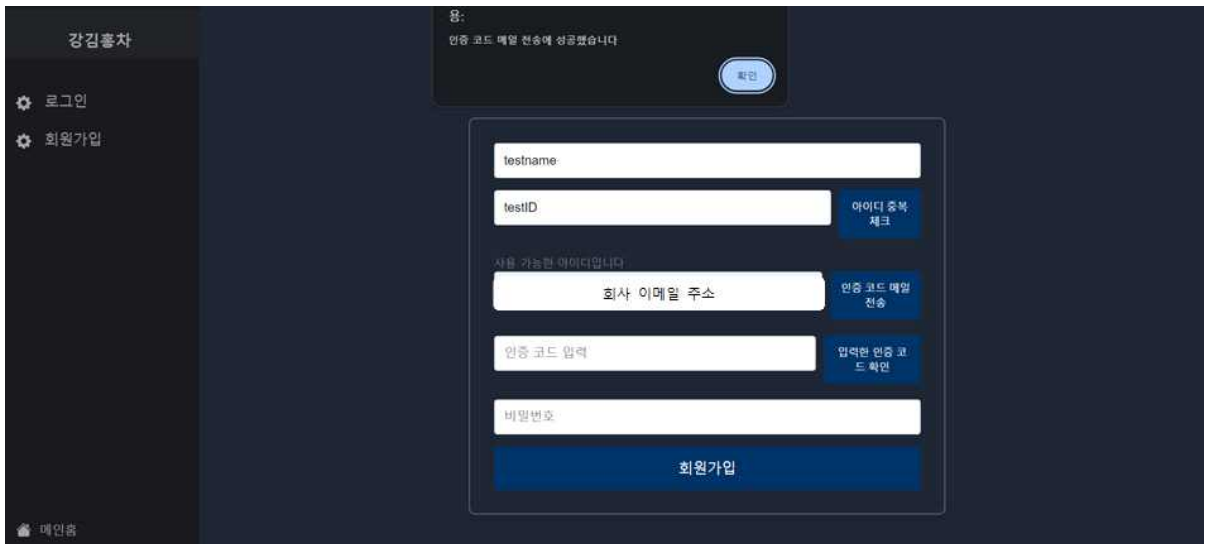 강김홍차
로그인
회원가입
용:
인증 코드 메일 전송에 성공했습니다
확인
testname
testID
아이디 중복
체크
사용 가능한 아이디입니다
회사 이메일 주소
인증 코드 메일
전송
인증 코드 입력
입력한 인증 코
드 확인
비밀번호
회원가입
메인홈